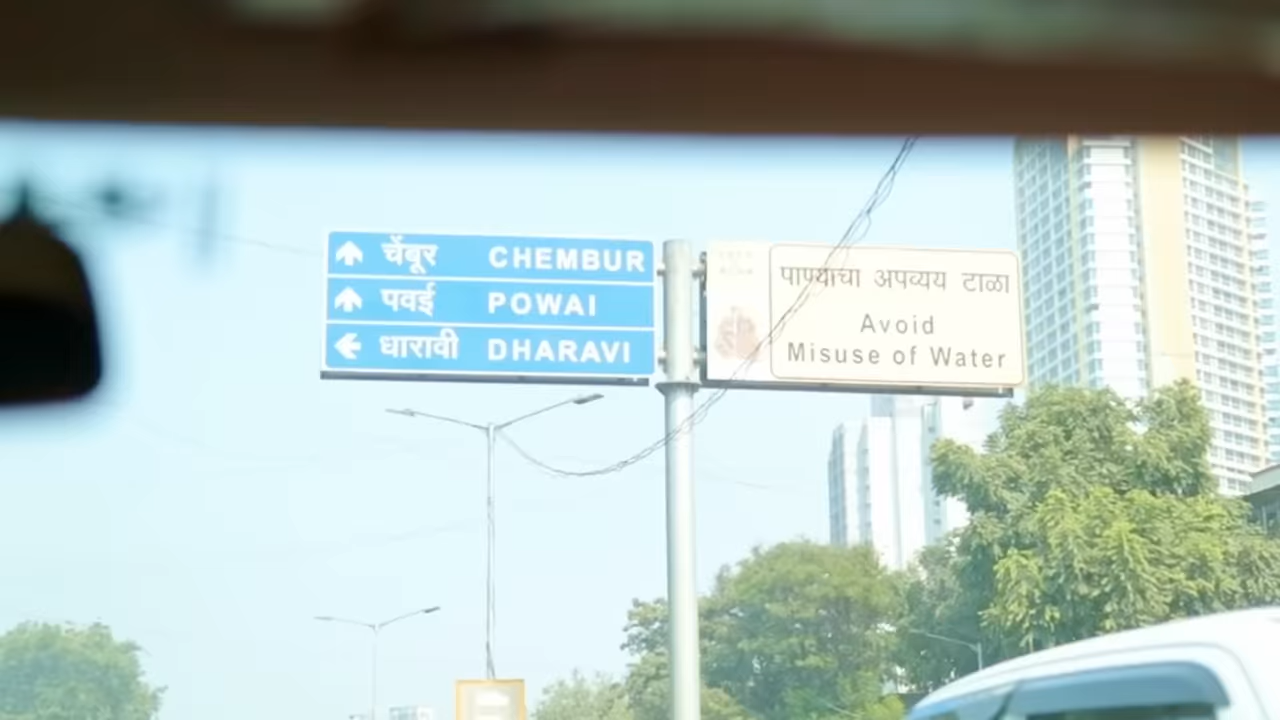 चेंबूर CHEMBUR
पवई POWAI
धारावी DHARAVI
पाण्याचा अपव्यय टाळा
Avoid
Misuse of Water